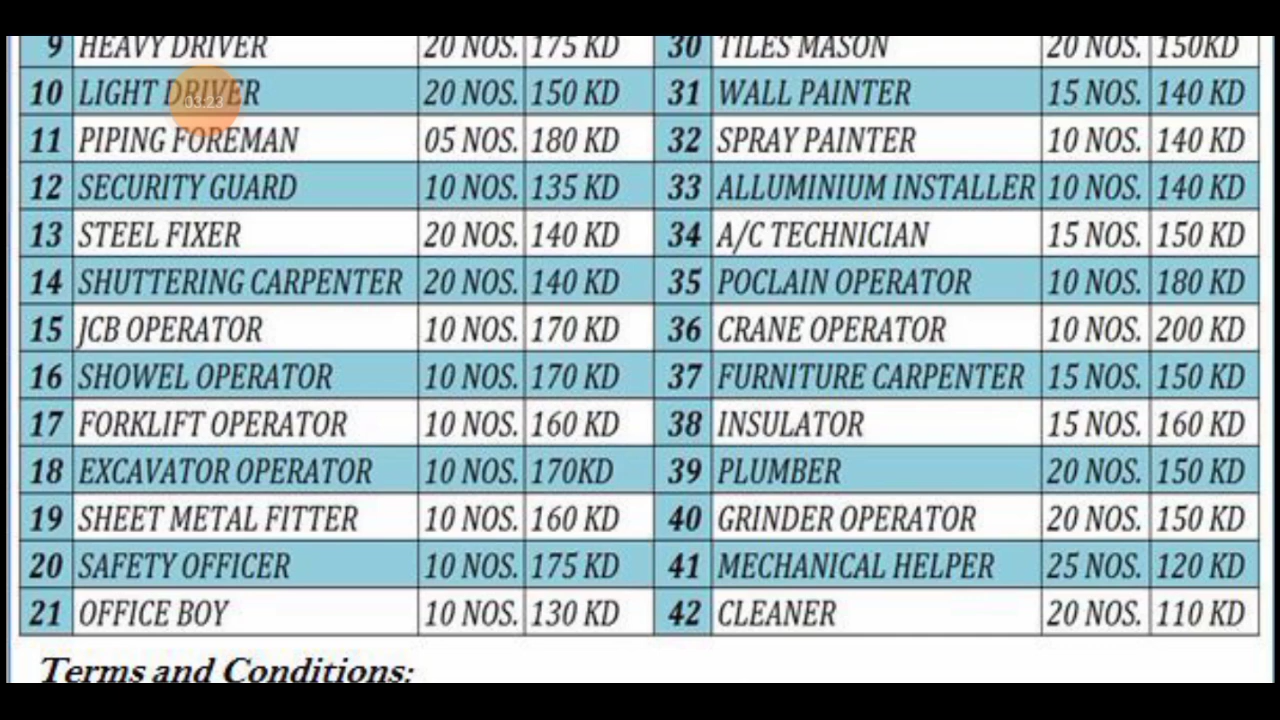 9 HEAVY DRIVER 20 NOS. 175 KD 30 TILES MASON 20 NOS. 150KD
10 LIGHT DRIVER 20 NOS. 150 KD 31 WALL PAINTER 15 NOS. 140 KD
03:23
11 PIPING FOREMAN 05 NOS. 180 KD 32 SPRAY PAINTER 10 NOS. 140 KD
12 SECURITY GUARD 10 NOS. 135 KD 33 ALLUMINIUM INSTALLER 10 NOS. 140 KD
13 STEEL FIXER 20 NOS. 140 KD 34 A/C TECHNICIAN 15 NOS. 150 KD
14 SHUTTERING CARPENTER 20 NOS. 140 KD 35 POCLAIN OPERATOR 10 NOS. 180 KD
15 JCB OPERATOR 10 NOS. 170 KD 36 CRANE OPERATOR 10 NOS. 200 KD
16 SHOWEL OPERATOR 10 NOS. 170 KD 37 FURNITURE CARPENTER 15 NOS. 150 KD
17 FORKLIFT OPERATOR 10 NOS. 160 KD 38 INSULATOR 15 NOS. 160 KD
18 EXCAVATOR OPERATOR 10 NOS. 170KD 39 PLUMBER 20 NOS. 150 KD
19 SHEET METAL FITTER 10 NOS. 160 KD 40 GRINDER OPERATOR 20 NOS. 150 KD
20 SAFETY OFFICER 10 NOS. 175 KD 41 MECHANICAL HELPER 25 NOS. 120 KD
21 OFFICE BOY 10 NOS. 130 KD 42 CLEANER 20 NOS. 110 KD
Terms and Conditions: